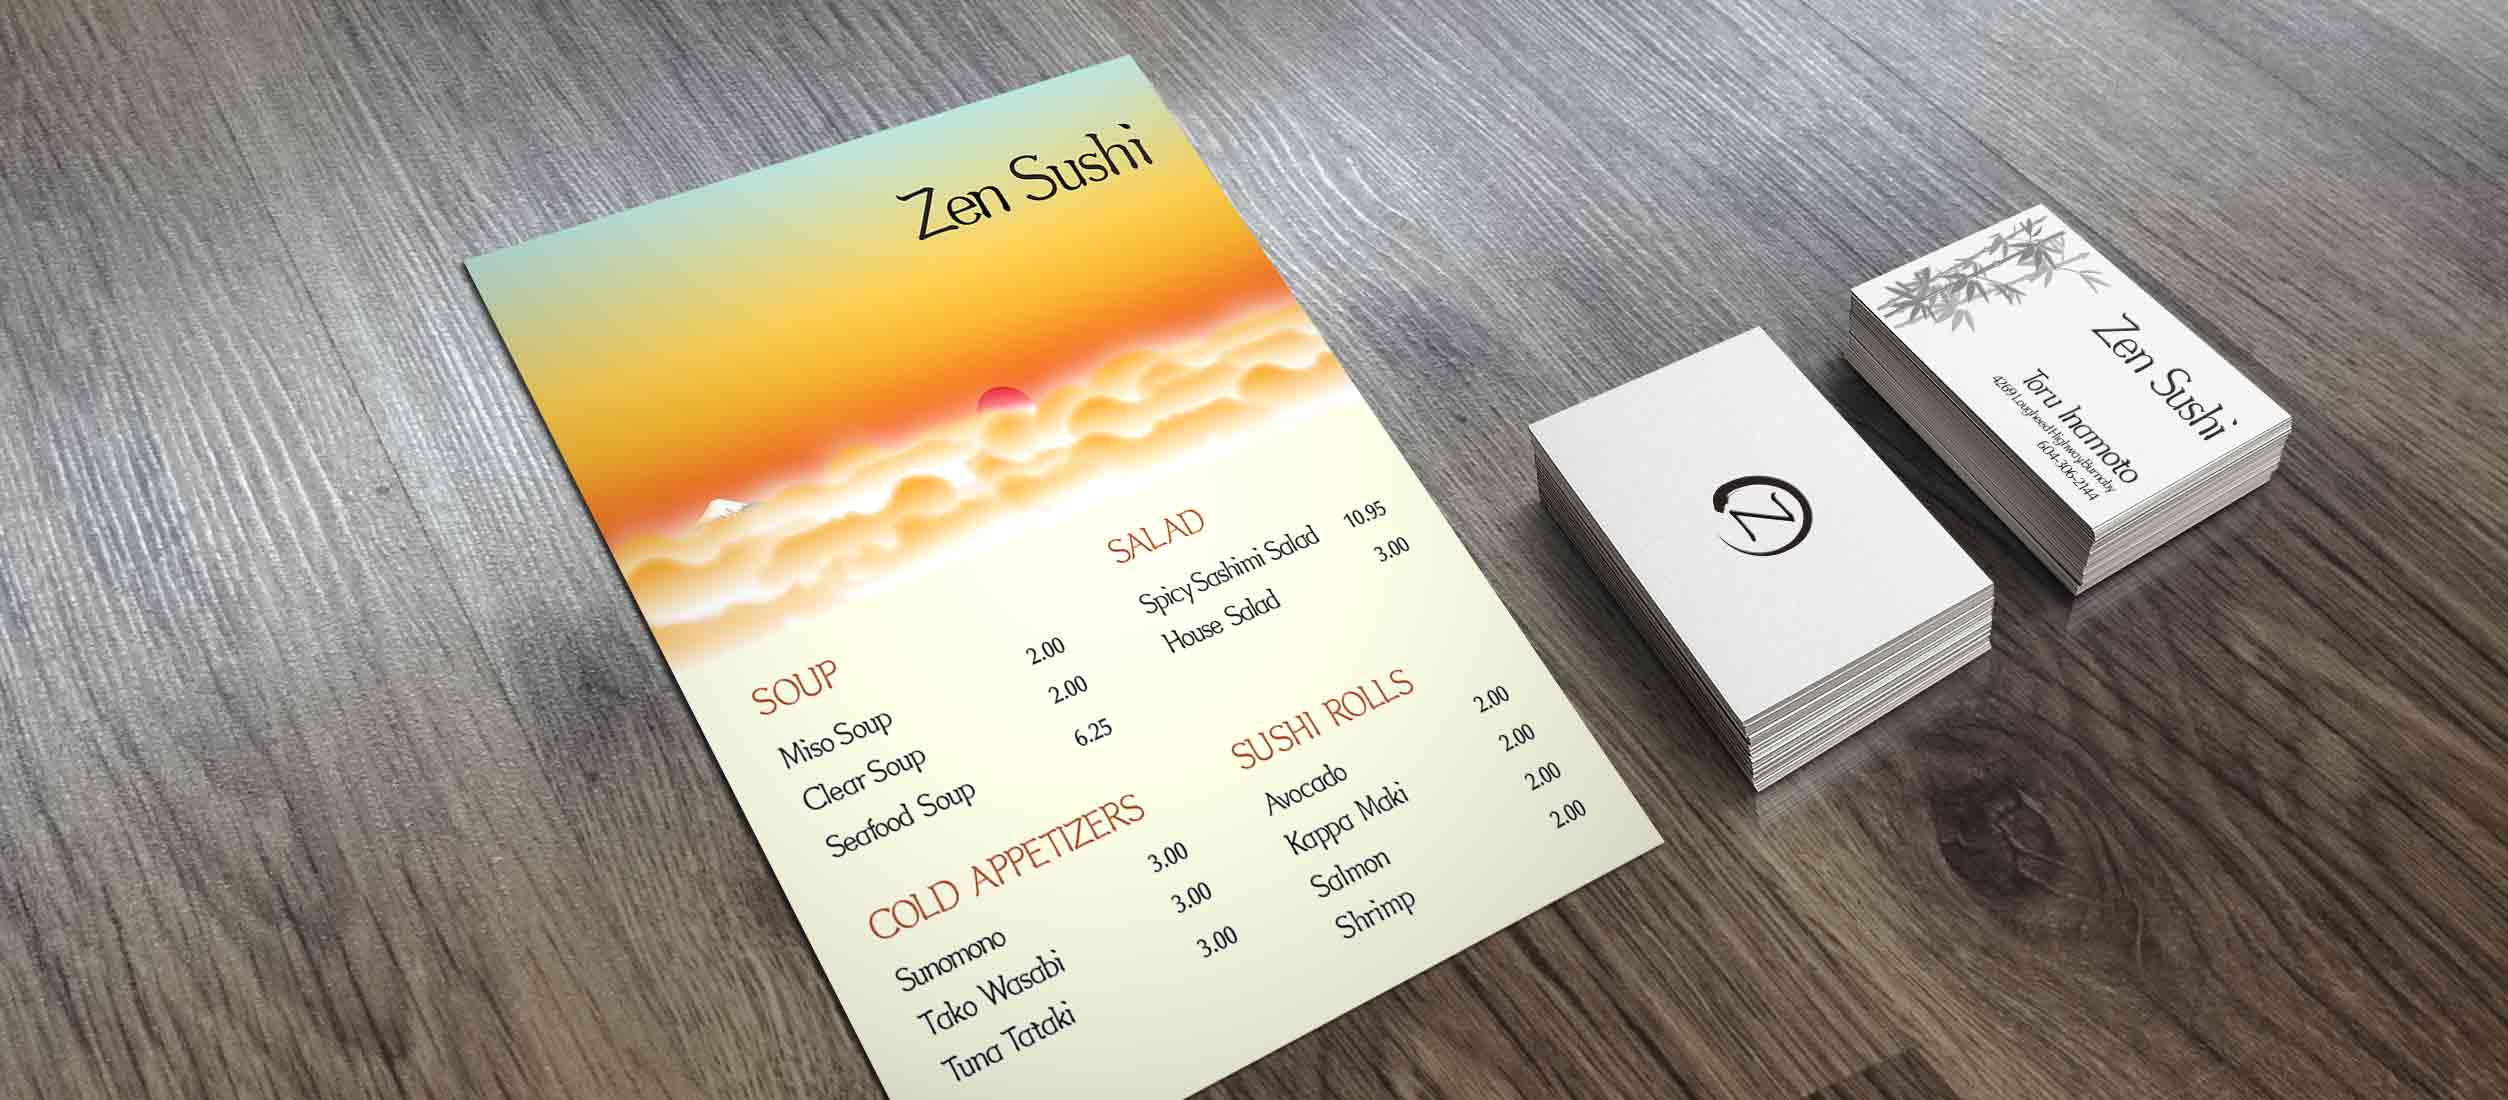 Zen Sushi
SOUP
Miso Soup 2.00
Clear Soup 2.00
Seafood Soup 6.25
COLD APPETIZERS
Sunomono 3.00
Tako Wasabi 3.00
Tuna Tataki 3.00
SALAD
Spicy Sashimi Salad 10.95
House Salad 3.00
SUSHI ROLLS
Avocado 2.00
Kappa Maki 2.00
Salmon 2.00
Shrimp 2.00
Z
Zen Sushi
Toru Inamoto
4269 Lougheed Highway, Burnaby
604-306-2144